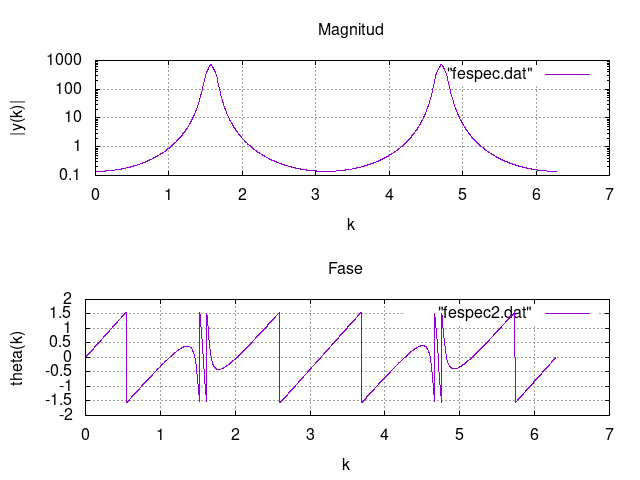 Magnitud
|y(k)|
1000
100
10
1
0.1
"fespec.dat"
0 1 2 3 4 5 6 7
k
Fase
theta(k)
2
1.5
1
0.5
0
-0.5
-1
-1.5
-2
"fespec2.dat"
0 1 2 3 4 5 6 7
k